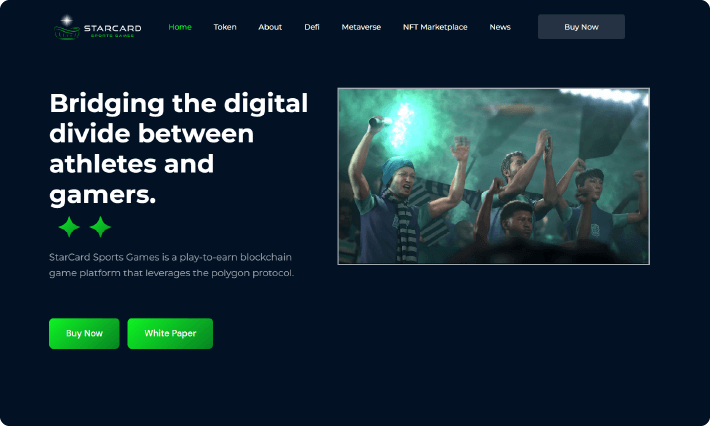 STARCARD
SPORTS GAMES
Home Token About Defi Metaverse NFT Marketplace News Buy Now
Bridging the digital
divide between
athletes and
gamers.
StarCard Sports Games is a play-to-earn blockchain
game platform that leverages the polygon protocol.
Buy Now White Paper